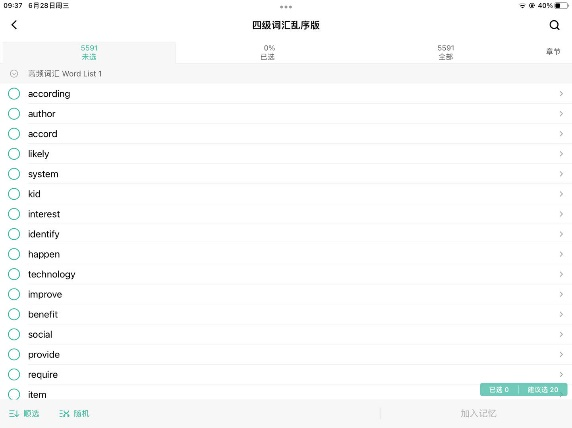 09:37 6月28日周三
40%
四级词汇乱序版
5591 0% 5591
未选 已选 全部 章节
高频词汇 Word List 1
according
author
accord
likely
system
kid
interest
identify
happen
technology
improve
benefit
social
provide
require
item
已选 0 建议选 20
顺选 随机 加入记忆